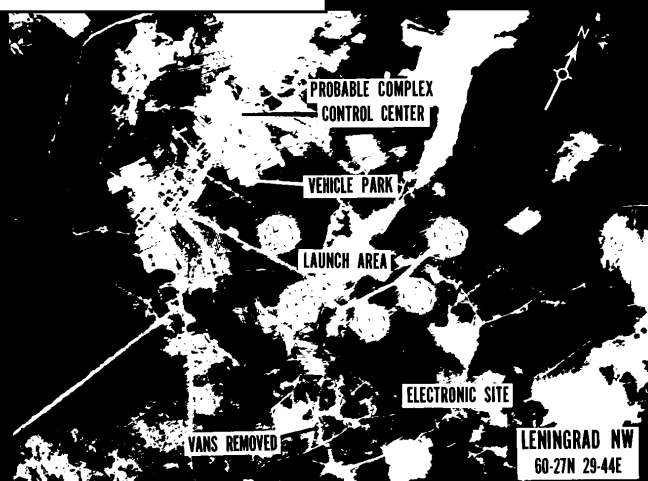 N
PROBABLE COMPLEX
CONTROL CENTER
VEHICLE PARK
LAUNCH AREA
ELECTRONIC SITE
VANS REMOVED
LENINGRAD NW
60-27N 29-44E